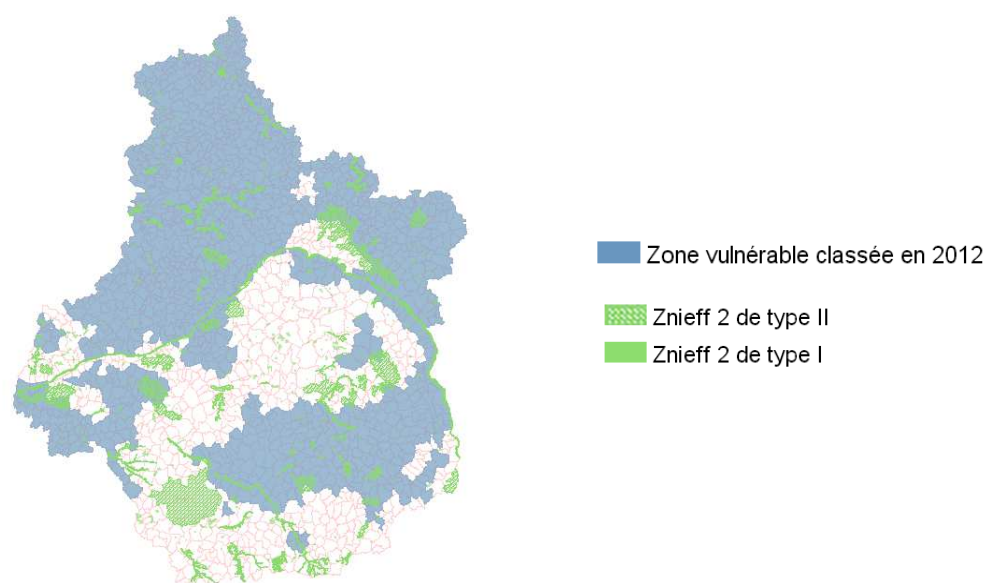 Zone vulnérable classée en 2012
Znieff 2 de type II
Znieff 2 de type I